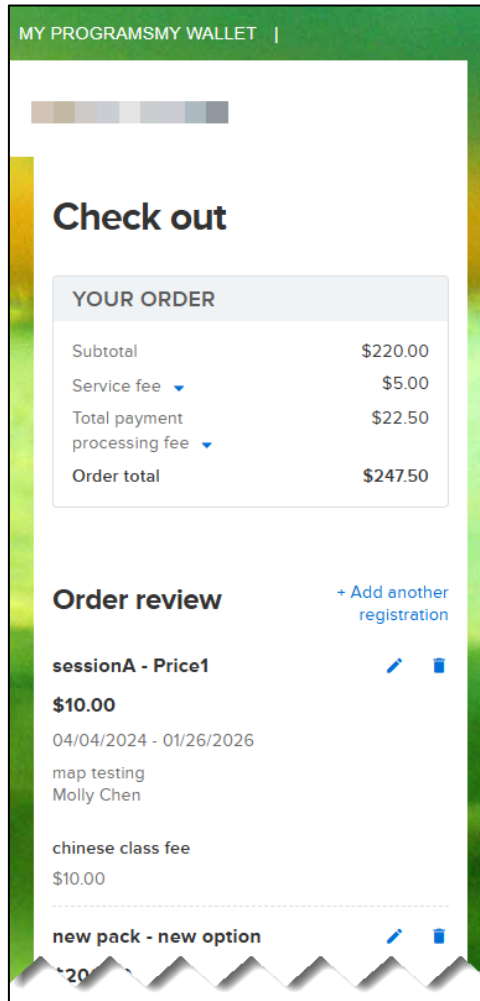 MY PROGRAMSMY WALLET |
Check out
YOUR ORDER
Subtotal $220.00
Service fee $5.00
Total payment $22.50
processing fee
Order total $247.50
Order review + Add another
registration
sessionA - Price1
$10.00
04/04/2024 - 01/26/2026
map testing
Molly Chen
chinese class fee
$10.00
new pack - new option